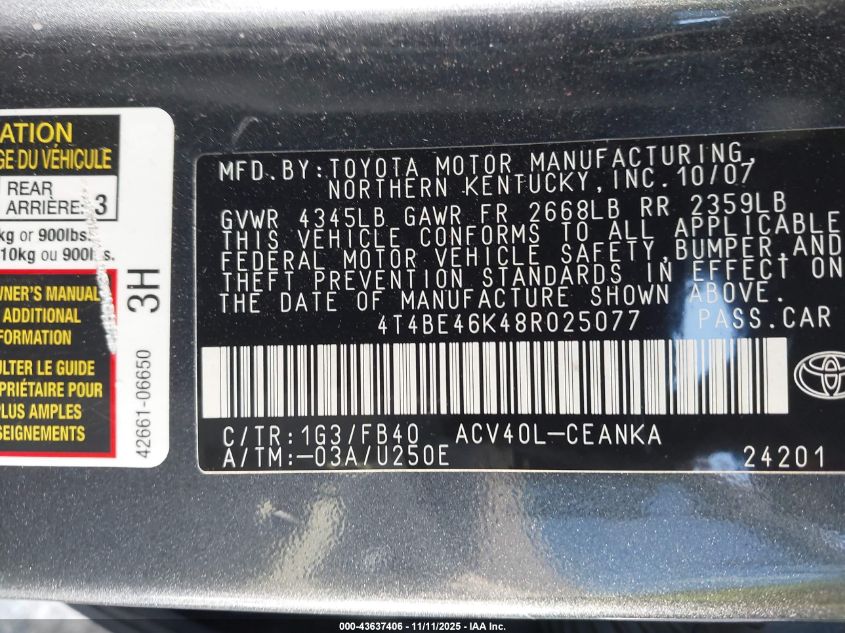 ATION
GE DU VÉHICULE
REAR
ARRIÈRE: 3
kg or 900lbs.
10kg ou 900lbs.
WNER'S MANUAL
ADDITIONAL
FORMATION
ULTER LE GUIDE
PRIÉTAIRE POUR
PLUS AMPLES
SEIGNEMENTS
3H
42661-06650
MFD.BY:TOYOTA MOTOR MANUFACTURING,
NORTHERN KENTUCKY,INC.10/07
GVWR 4345LB GAWR FR 2668LB RR 2359LB
THIS VEHICLE CONFORMS TO ALL APPLICABLE
FEDERAL MOTOR VEHICLE SAFETY,BUMPER,AND
THEFT PREVENTION STANDARDS IN EFFECT ON
THE DATE OF MANUFACTURE SHOWN ABOVE.
4T4BE46K48R025077 PASS.CAR
C/TR:1G3/FB40 ACV40L-CEANKA
A/TM:-03A/U250E 24201
000-43637406 - 11/11/2025 - IAA Inc.